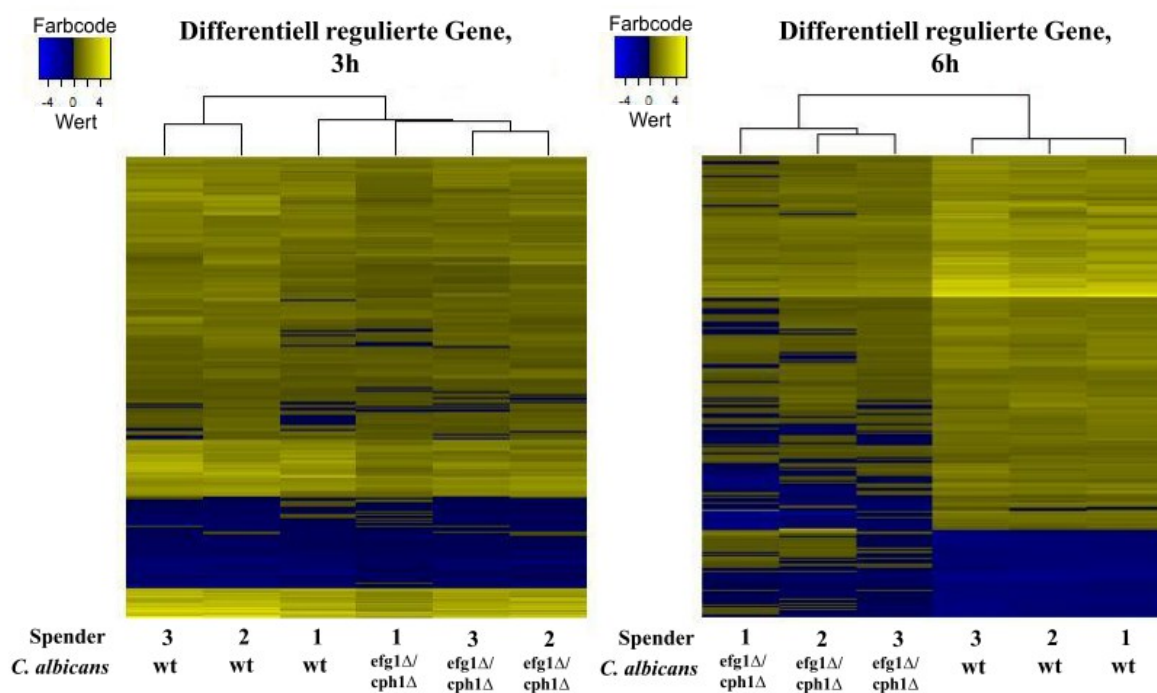 Farbcode
-4 0 4
Wert
Differentiell regulierte Gene,
3h
Spender 3 2 1 1 3 2
C. albicans wt wt wt efg1Δ/ efg1Δ/ efg1Δ/
cph1Δ cph1Δ cph1Δ
Farbcode
-4 0 4
Wert
Differentiell regulierte Gene,
6h
Spender 1 2 3 3 2 1
C. albicans efg1Δ/ efg1Δ/ efg1Δ/ wt wt wt
cph1Δ cph1Δ cph1Δ